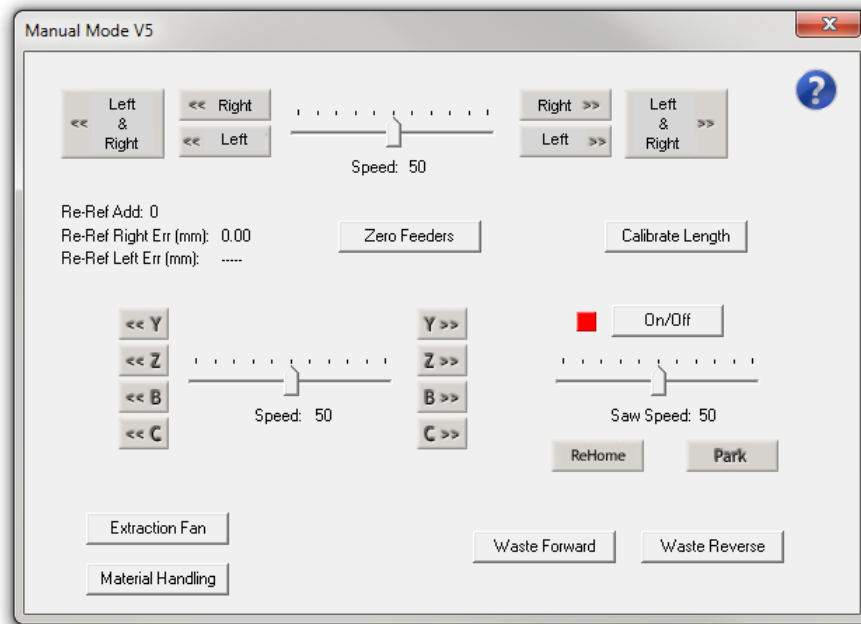 Manual Mode V5
X
?
<< Left & Right
<< Right
<< Left
Speed: 50
Right >>
Left >>
Left & Right >>
Re-Ref Add: 0
Re-Ref Right Err (mm): 0.00
Re-Ref Left Err (mm): -----
Zero Feeders
Calibrate Length
<< Y
<< Z
<< B
<< C
Speed: 50
Y >>
Z >>
B >>
C >>
On/Off
Saw Speed: 50
ReHome
Park
Extraction Fan
Material Handling
Waste Forward
Waste Reverse